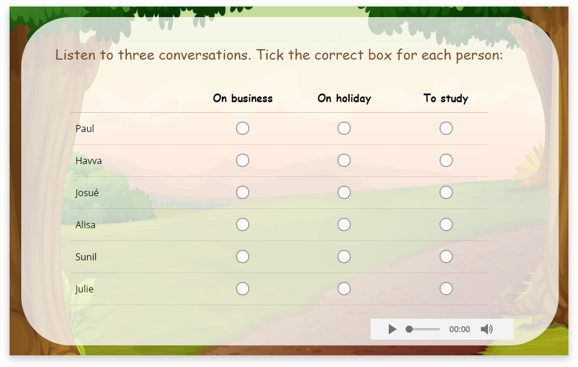 Listen to three conversations. Tick the correct box for each person:
On business On holiday To study
Paul
Havva
Josué
Alisa
Sunil
Julie
00:00